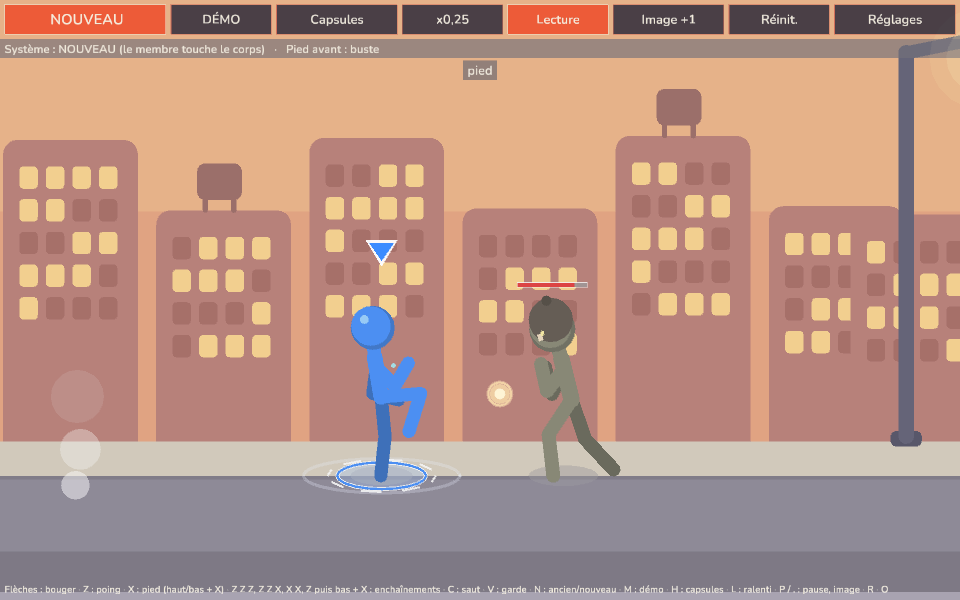 NOUVEAU DÉMO Capsules x0,25 Lecture Image +1 Réinit. Réglages
Système : NOUVEAU (le membre touche le corps) · Pied avant : buste
pied
Flèches : bouger · Z : poing · X : pied (haut/bas + X) · Z Z Z, Z Z X, X X, Z puis bas + X : enchaînements · C : saut · V : garde · N : ancien/nouveau · M : démo · H : capsules · L : ralenti · P / . : pause, image · R · O